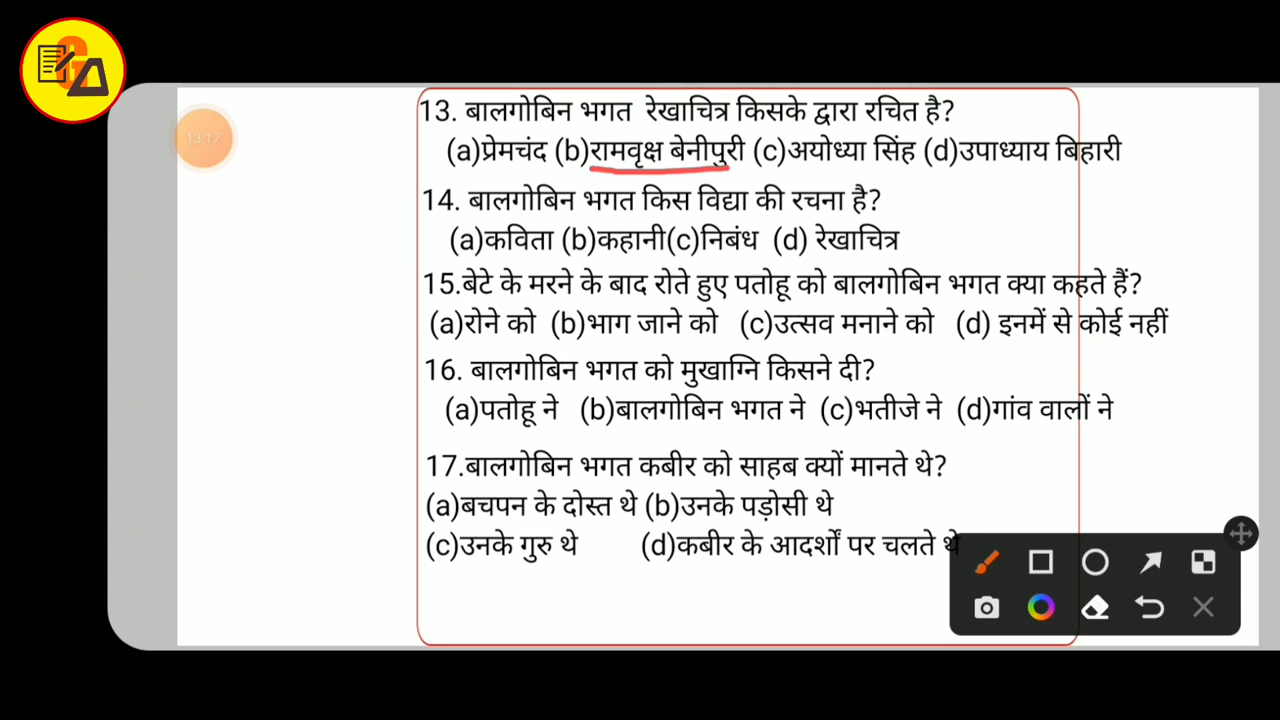 13:17
13. बालगोबिन भगत रेखाचित्र किसके द्वारा रचित है?
(a)प्रेमचंद (b)रामवृक्ष बेनीपुरी (c)अयोध्या सिंह (d)उपाध्याय बिहारी
14. बालगोबिन भगत किस विद्या की रचना है?
(a)कविता (b)कहानी(c)निबंध (d) रेखाचित्र
15.बेटे के मरने के बाद रोते हुए पतोहू को बालगोबिन भगत क्या कहते हैं?
(a)रोने को (b)भाग जाने को (c)उत्सव मनाने को (d) इनमें से कोई नहीं
16. बालगोबिन भगत को मुखाग्नि किसने दी?
(a)पतोहू ने (b)बालगोबिन भगत ने (c)भतीजे ने (d)गांव वालों ने
17.बालगोबिन भगत कबीर को साहब क्यों मानते थे?
(a)बचपन के दोस्त थे (b)उनके पड़ोसी थे
(c)उनके गुरु थे (d)कबीर के आदर्शों पर चलते थे